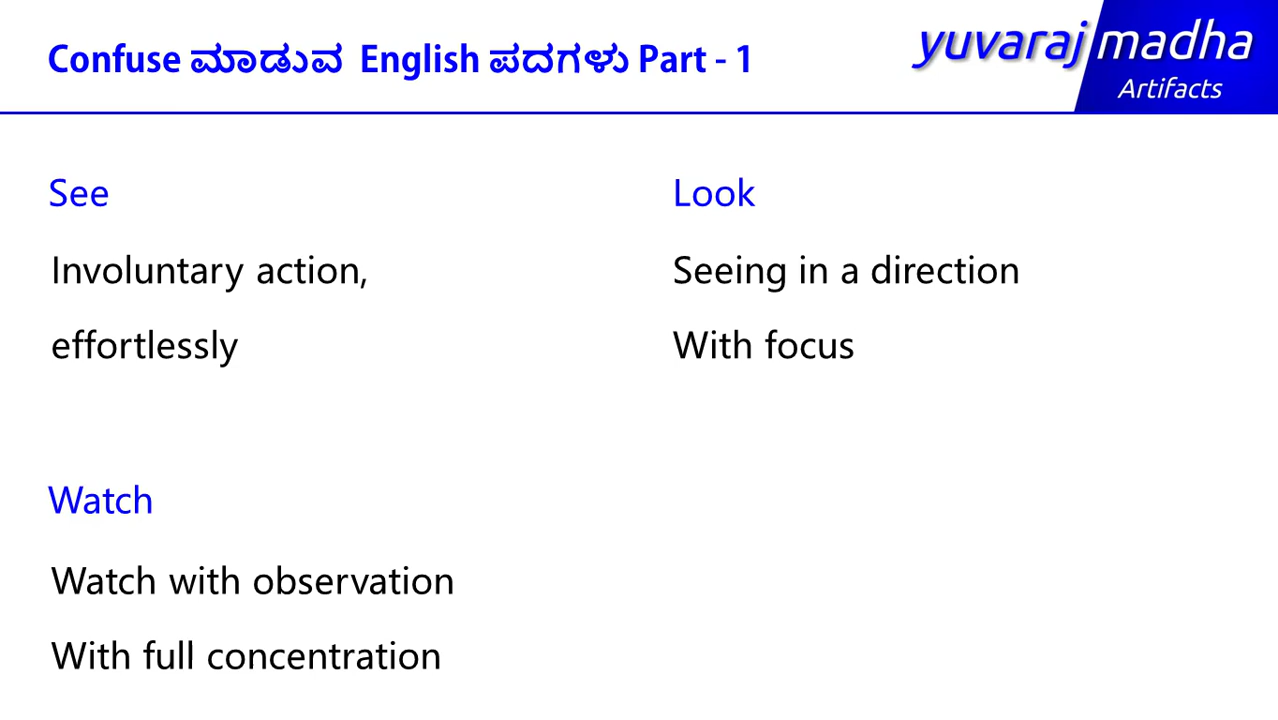 Confuse ಮಾಡುವ English ಪದಗಳು Part - 1
yuvaraj madha
Artifacts
See
Involuntary action,
effortlessly
Look
Seeing in a direction
With focus
Watch
Watch with observation
With full concentration